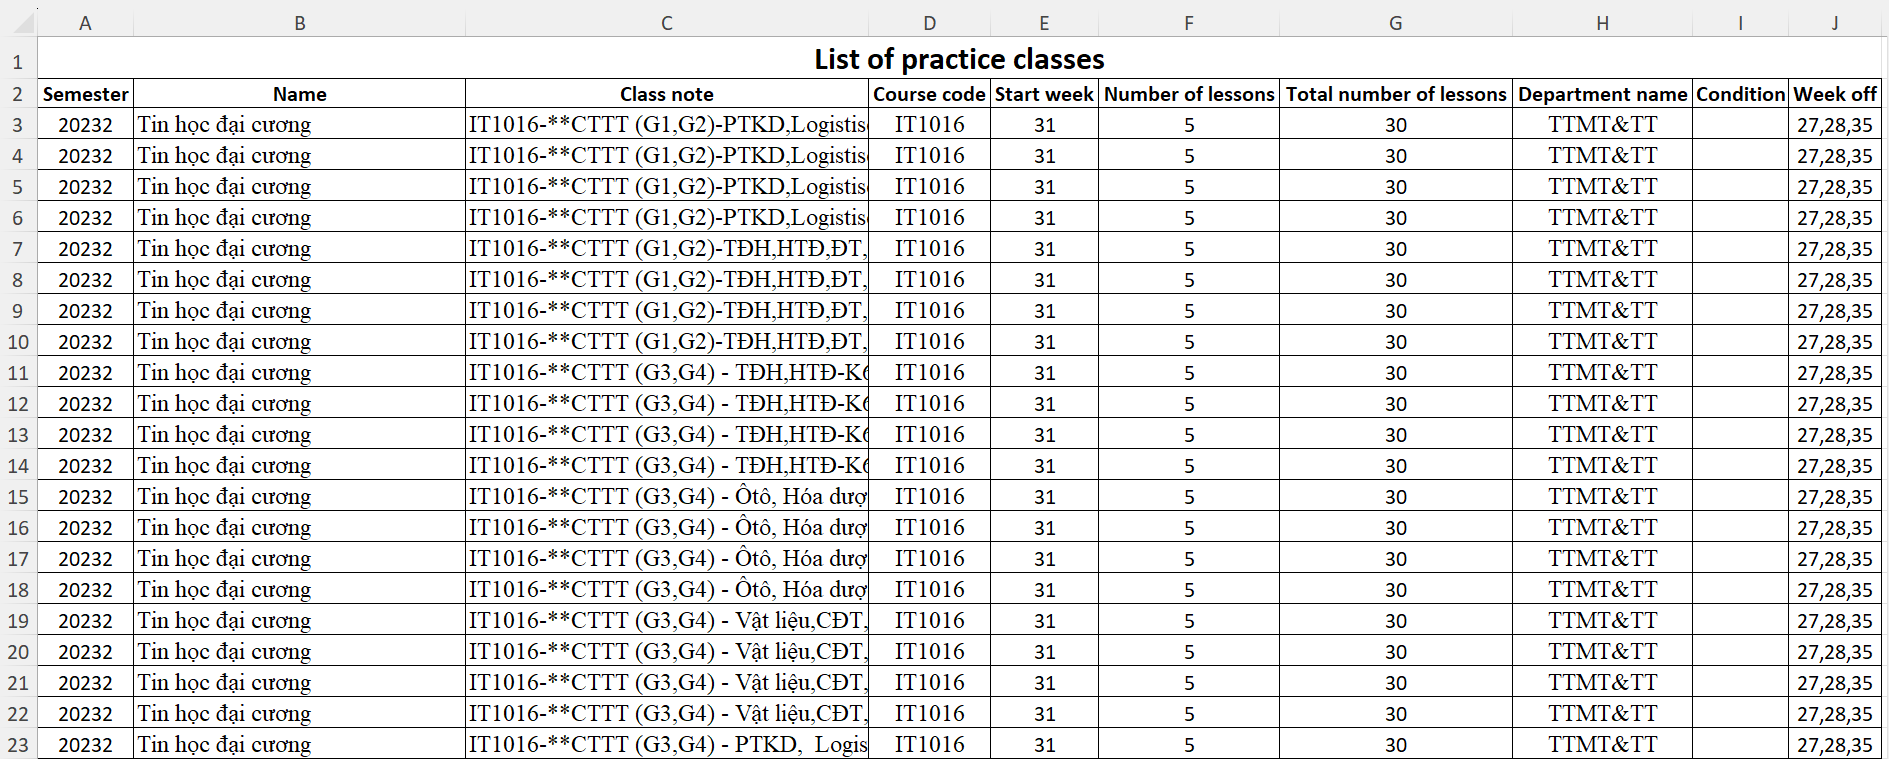 A B C D E F G H I J
1 List of practice classes
2 Semester Name Class note Course code Start week Number of lessons Total number of lessons Department name Condition Week off
3 20232 Tin học đại cương IT1016-**CTTT (G1,G2)-PTKD,Logistis IT1016 31 5 30 TTMT&TT 27,28,35
4 20232 Tin học đại cương IT1016-**CTTT (G1,G2)-PTKD,Logistis IT1016 31 5 30 TTMT&TT 27,28,35
5 20232 Tin học đại cương IT1016-**CTTT (G1,G2)-PTKD,Logistis IT1016 31 5 30 TTMT&TT 27,28,35
6 20232 Tin học đại cương IT1016-**CTTT (G1,G2)-PTKD,Logistis IT1016 31 5 30 TTMT&TT 27,28,35
7 20232 Tin học đại cương IT1016-**CTTT (G1,G2)-TĐH,HTĐ,ĐT, IT1016 31 5 30 TTMT&TT 27,28,35
8 20232 Tin học đại cương IT1016-**CTTT (G1,G2)-TĐH,HTĐ,ĐT, IT1016 31 5 30 TTMT&TT 27,28,35
9 20232 Tin học đại cương IT1016-**CTTT (G1,G2)-TĐH,HTĐ,ĐT, IT1016 31 5 30 TTMT&TT 27,28,35
10 20232 Tin học đại cương IT1016-**CTTT (G1,G2)-TĐH,HTĐ,ĐT, IT1016 31 5 30 TTMT&TT 27,28,35
11 20232 Tin học đại cương IT1016-**CTTT (G3,G4) - TĐH,HTĐ-K6 IT1016 31 5 30 TTMT&TT 27,28,35
12 20232 Tin học đại cương IT1016-**CTTT (G3,G4) - TĐH,HTĐ-K6 IT1016 31 5 30 TTMT&TT 27,28,35
13 20232 Tin học đại cương IT1016-**CTTT (G3,G4) - TĐH,HTĐ-K6 IT1016 31 5 30 TTMT&TT 27,28,35
14 20232 Tin học đại cương IT1016-**CTTT (G3,G4) - TĐH,HTĐ-K6 IT1016 31 5 30 TTMT&TT 27,28,35
15 20232 Tin học đại cương IT1016-**CTTT (G3,G4) - Ôtô, Hóa dượ IT1016 31 5 30 TTMT&TT 27,28,35
16 20232 Tin học đại cương IT1016-**CTTT (G3,G4) - Ôtô, Hóa dượ IT1016 31 5 30 TTMT&TT 27,28,35
17 20232 Tin học đại cương IT1016-**CTTT (G3,G4) - Ôtô, Hóa dượ IT1016 31 5 30 TTMT&TT 27,28,35
18 20232 Tin học đại cương IT1016-**CTTT (G3,G4) - Ôtô, Hóa dượ IT1016 31 5 30 TTMT&TT 27,28,35
19 20232 Tin học đại cương IT1016-**CTTT (G3,G4) - Vật liệu,CĐT, IT1016 31 5 30 TTMT&TT 27,28,35
20 20232 Tin học đại cương IT1016-**CTTT (G3,G4) - Vật liệu,CĐT, IT1016 31 5 30 TTMT&TT 27,28,35
21 20232 Tin học đại cương IT1016-**CTTT (G3,G4) - Vật liệu,CĐT, IT1016 31 5 30 TTMT&TT 27,28,35
22 20232 Tin học đại cương IT1016-**CTTT (G3,G4) - Vật liệu,CĐT, IT1016 31 5 30 TTMT&TT 27,28,35
23 20232 Tin học đại cương IT1016-**CTTT (G3,G4) - PTKD, Logis IT1016 31 5 30 TTMT&TT 27,28,35